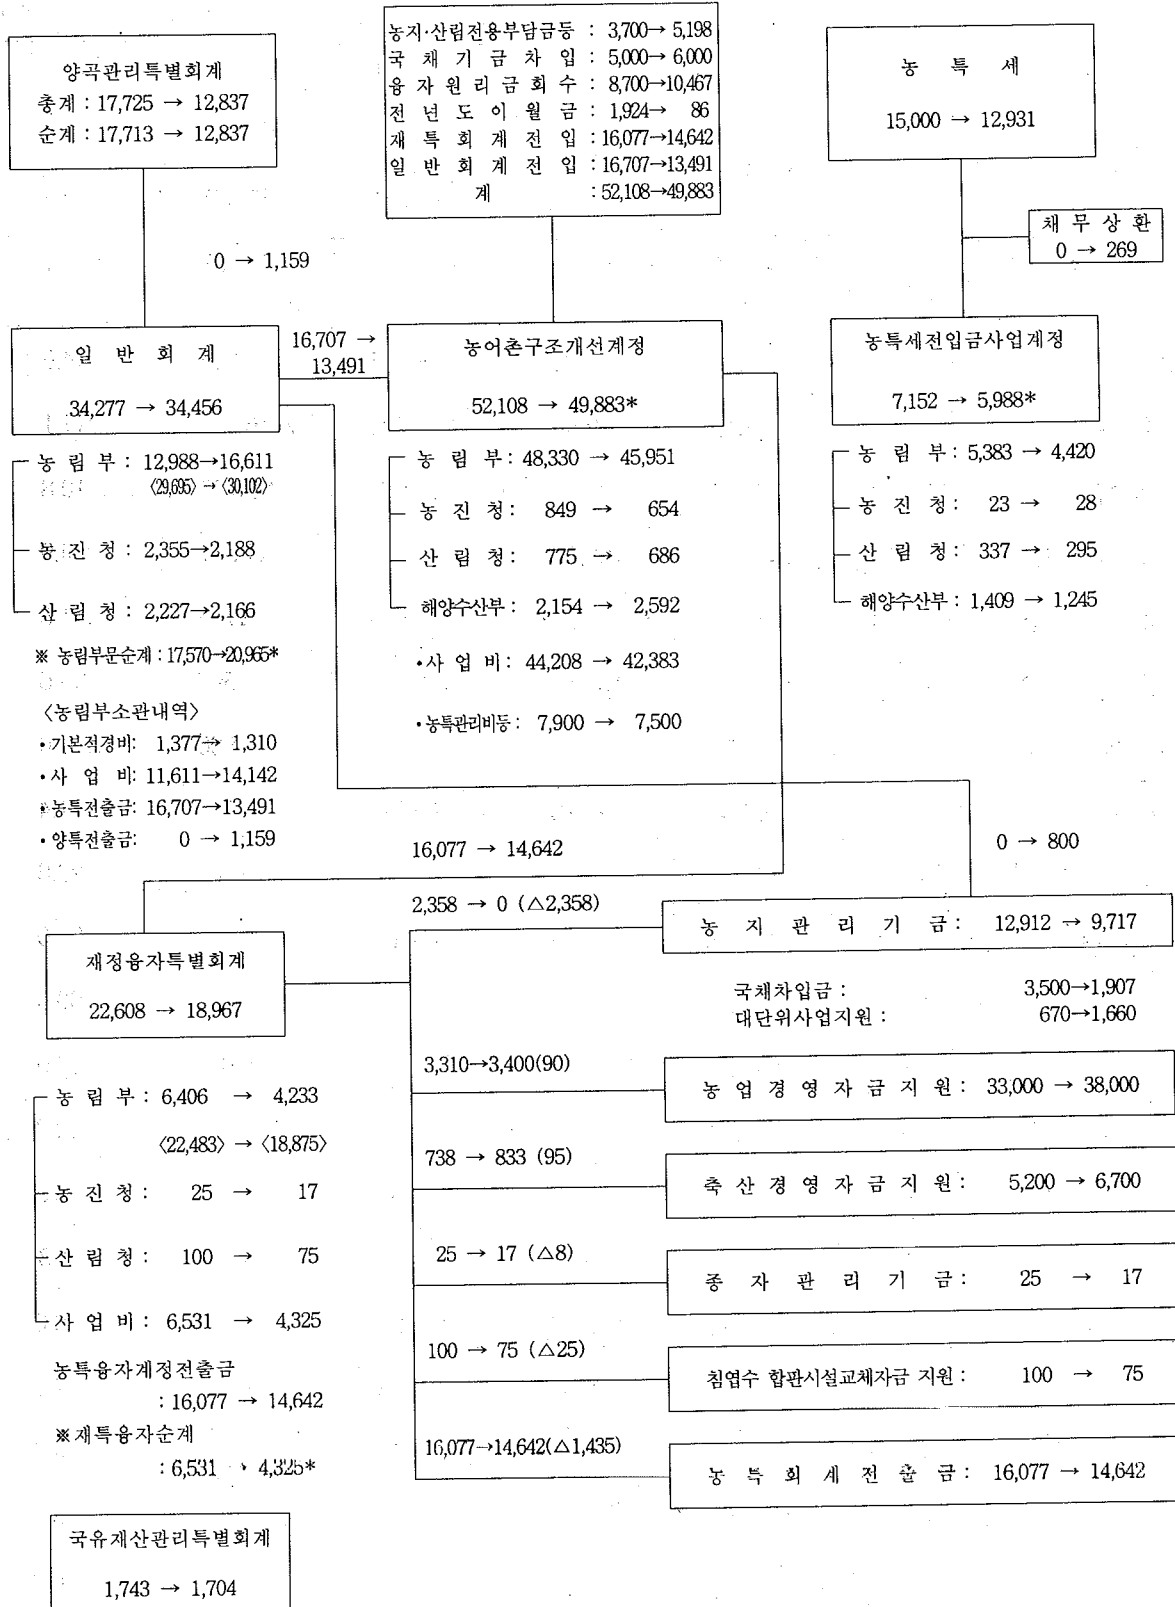 양곡관리특별회계
총계 : 17,725 → 12,837
순계 : 17,713 → 12,837
농지·산림전용부담금등 : 3,700→ 5,198
국 채 기 금 차 입 : 5,000→ 6,000
융 자 원 리 금 회 수 : 8,700→10,467
전 년 도 이 월 금 : 1,924→ 86
재 특 회 계 전 입 : 16,077→14,642
일 반 회 계 전 입 : 16,707→13,491
계 : 52,108→49,883
농 특 세
15,000 → 12,931
채 무 상 환
0 → 269
0 → 1,159
일 반 회 계
34,277 → 34,456
16,707 →
13,491
농어촌구조개선계정
52,108 → 49,883*
농특세전입금사업계정
7,152 → 5,988*
농 림 부 : 12,988→16,611
〈29,695〉→〈30,102〉
농 진 청 : 2,355→2,188
산 림 청 : 2,227→2,166
※ 농림부문순계 : 17,570→20,965*
〈농림부소관내역〉
·기본적경비: 1,377→ 1,310
·사 업 비: 11,611→14,142
·농특전출금: 16,707→13,491
·양특전출금: 0 → 1,159
농 림 부 : 48,330 → 45,951
농 진 청 : 849 → 654
산 림 청 : 775 → 686
해양수산부 : 2,154 → 2,592
·사 업 비 : 44,208 → 42,383
·농특관리비등 : 7,900 → 7,500
농 림 부 : 5,383 → 4,420
농 진 청 : 23 → 28
산 림 청 : 337 → 295
해양수산부 : 1,409 → 1,245
16,077 → 14,642
0 → 800
재정융자특별회계
22,608 → 18,967
농 림 부 : 6,406 → 4,233
〈22,483〉 → 〈18,875〉
농 진 청 : 25 → 17
산 림 청 : 100 → 75
사 업 비 : 6,531 → 4,325
농특융자계정전출금
: 16,077 → 14,642
※재특융자순계
: 6,531 → 4,325*
국유재산관리특별회계
1,743 → 1,704
2,358 → 0 (△2,358)
농 지 관 리 기 금 : 12,912 → 9,717
국채차입금 : 3,500→1,907
대단위사업지원 : 670→1,660
3,310→3,400(90)
농 업 경 영 자 금 지 원 : 33,000 → 38,000
738 → 833 (95)
축 산 경 영 자 금 지 원 : 5,200 → 6,700
25 → 17 (△8)
종 자 관 리 기 금 : 25 → 17
100 → 75 (△25)
침엽수 합판시설교체자금 지원 : 100 → 75
16,077→14,642(△1,435)
농 특 회 계 전 출 금 : 16,077 → 14,642